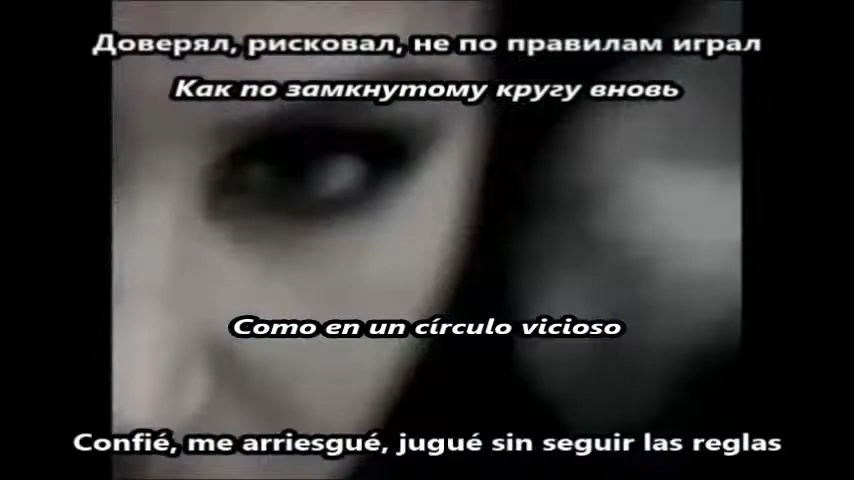 Доверял, рисковал, не по правилам играл
Как по замкнутому кругу вновь
Como en un círculo vicioso
Confié, me arriesgué, jugué sin seguir las reglas